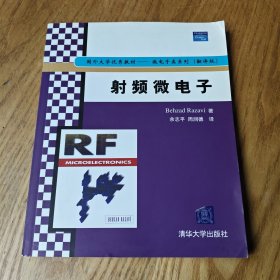 国外大学优秀教材——微电子类系列（翻译版）
射频微电子
Behzad Razavi 著
余志平 周润德 译
RF
MICROELECTRONICS
BEHZAD RAZAVI
清华大学出版社